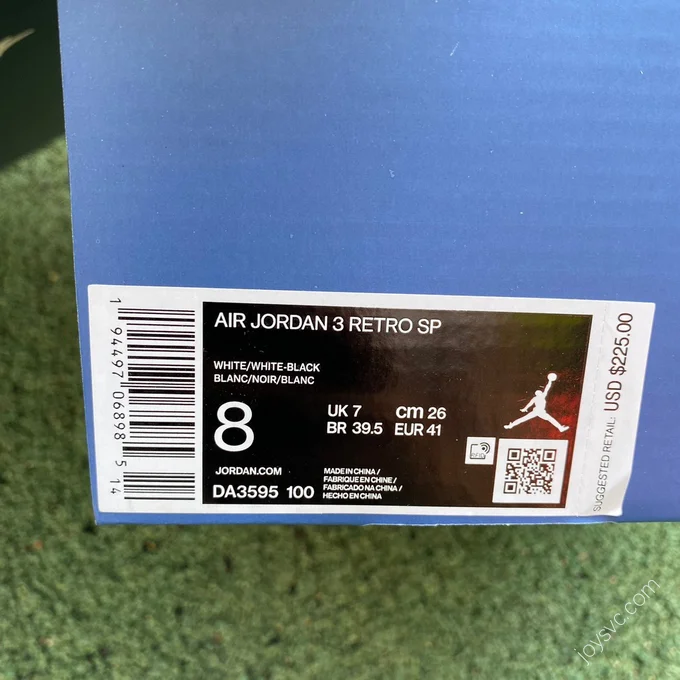 AIR JORDAN 3 RETRO SP
WHITE/WHITE-BLACK
BLANC/NOIR/BLANC
8
UK 7 cm 26
BR 39.5 EUR 41
JORDAN.COM
DA3595 100
MADE IN CHINA /
FABRIQUE EN CHINE /
FABRICADO NA CHINA /
HECHO EN CHINA
RFID
1 94497 06898 5 14
SUGGESTED RETAIL: USD $225.00
joysvc.com